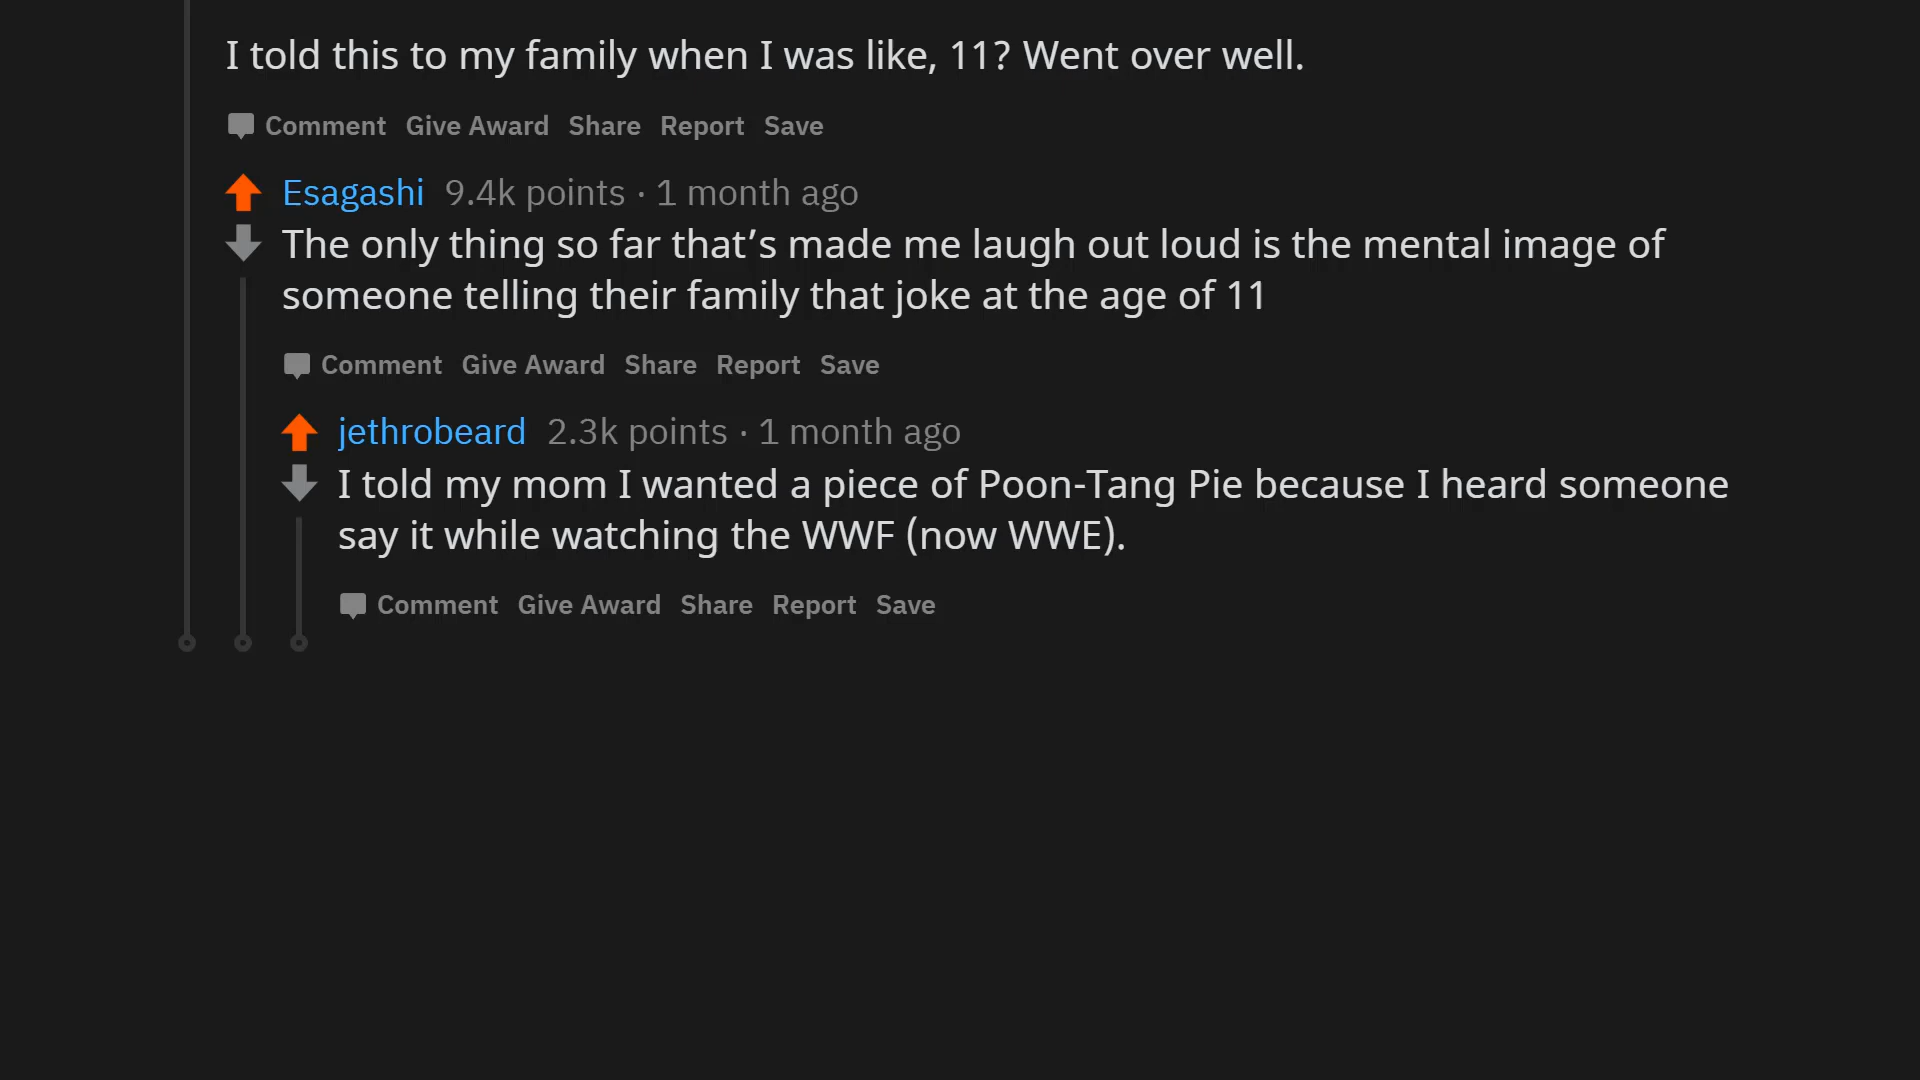 I told this to my family when I was like, 11? Went over well.
Comment Give Award Share Report Save
Esagashi 9.4k points · 1 month ago
The only thing so far that’s made me laugh out loud is the mental image of
someone telling their family that joke at the age of 11
Comment Give Award Share Report Save
jethrobeard 2.3k points · 1 month ago
I told my mom I wanted a piece of Poon-Tang Pie because I heard someone
say it while watching the WWF (now WWE).
Comment Give Award Share Report Save